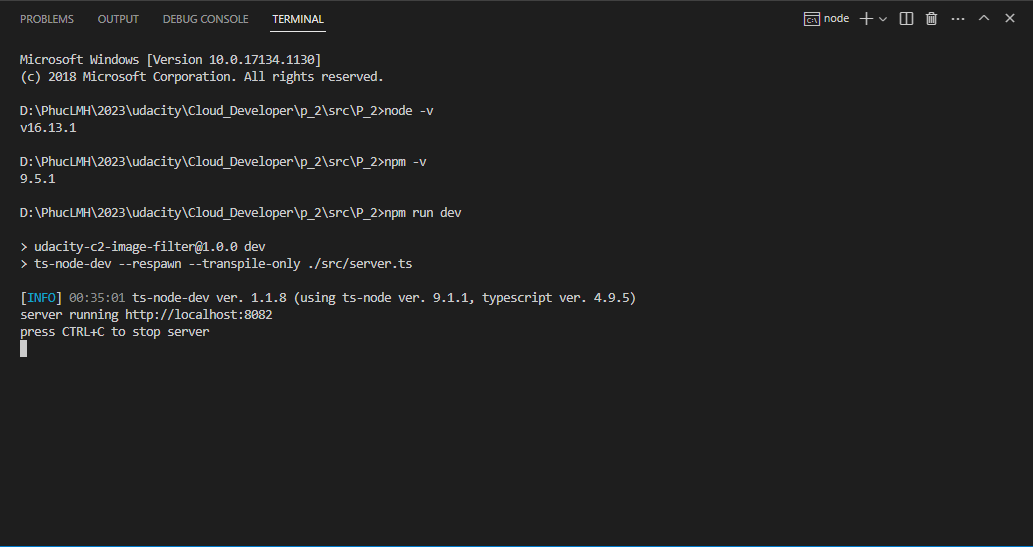 PROBLEMS OUTPUT DEBUG CONSOLE TERMINAL node
Microsoft Windows [Version 10.0.17134.1130]
(c) 2018 Microsoft Corporation. All rights reserved.
D:\PhucLMH\2023\udacity\Cloud_Developer\p_2\src\P_2>node -v
v16.13.1
D:\PhucLMH\2023\udacity\Cloud_Developer\p_2\src\P_2>npm -v
9.5.1
D:\PhucLMH\2023\udacity\Cloud_Developer\p_2\src\P_2>npm run dev
> udacity-c2-image-filter@1.0.0 dev
> ts-node-dev --respawn --transpile-only ./src/server.ts
[INFO] 00:35:01 ts-node-dev ver. 1.1.8 (using ts-node ver. 9.1.1, typescript ver. 4.9.5)
server running http://localhost:8082
press CTRL+C to stop server